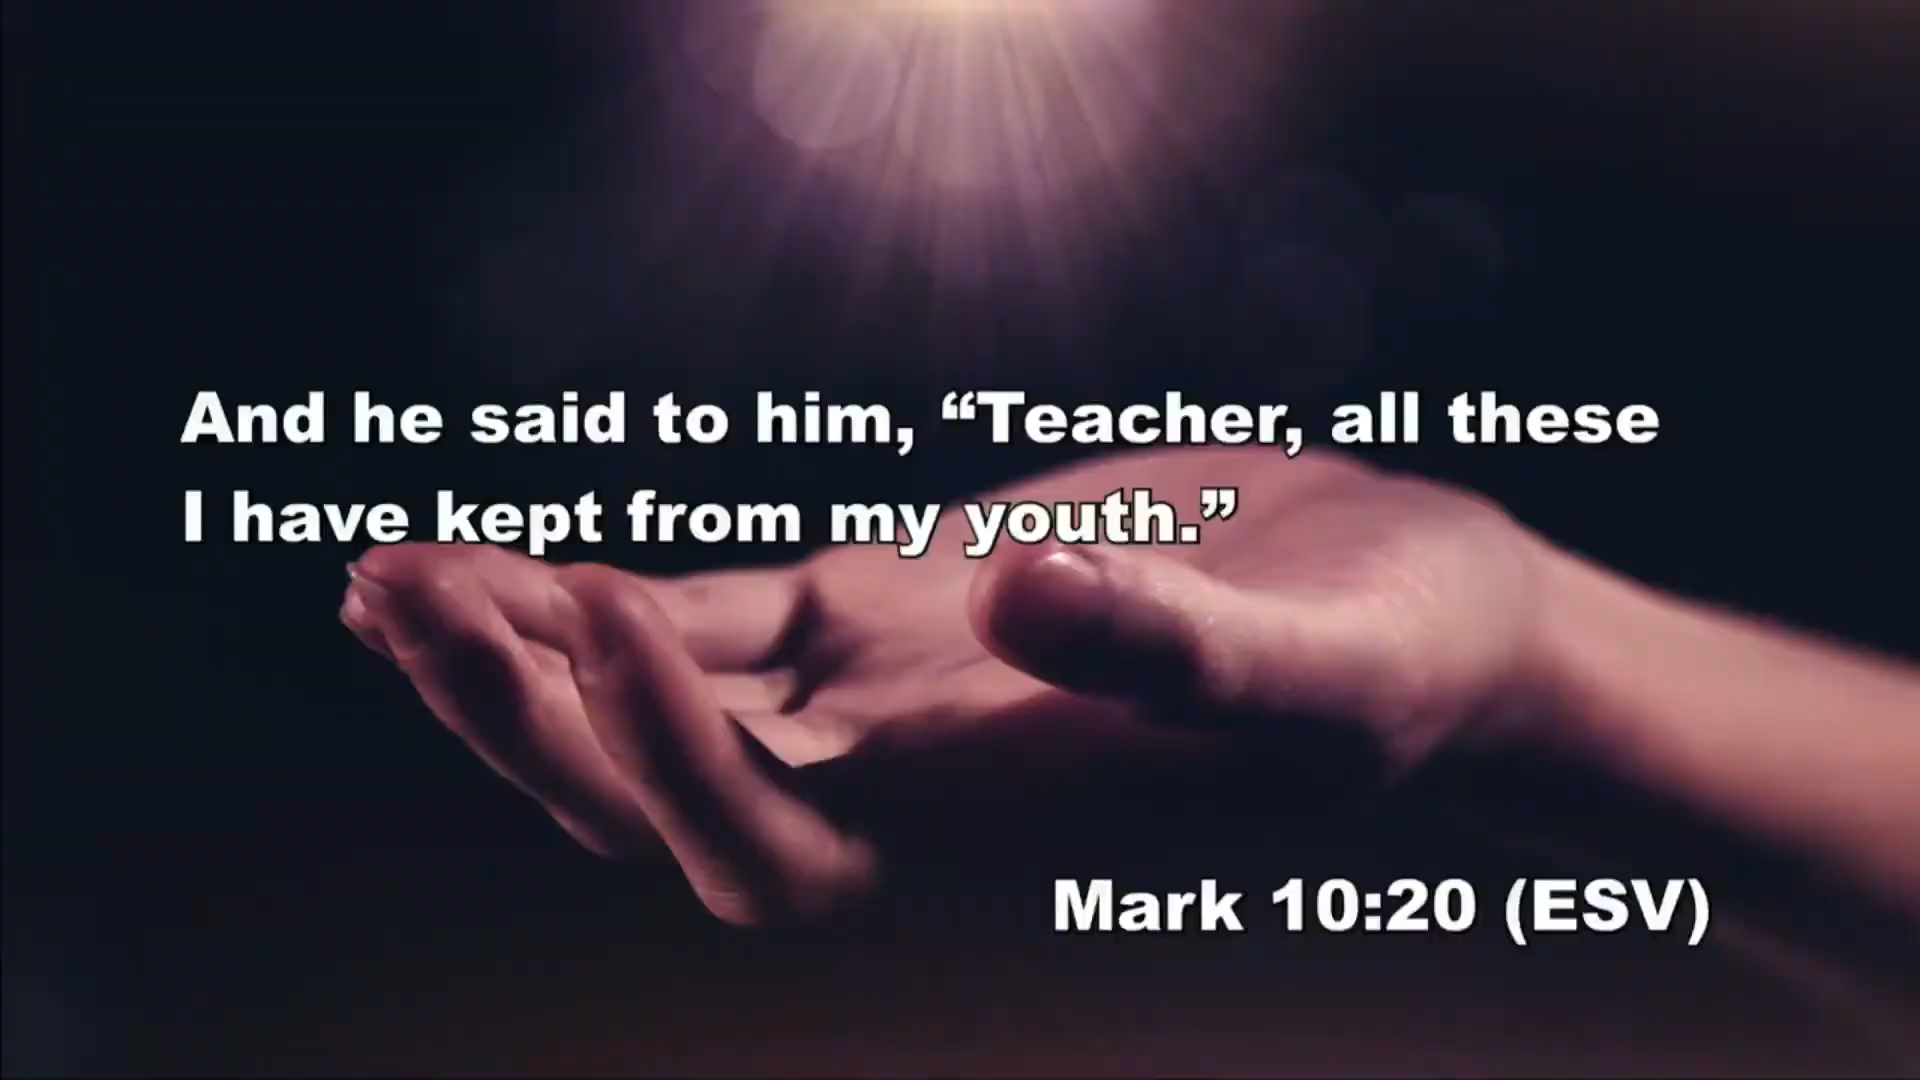 And he said to him, “Teacher, all these
I have kept from my youth.”
Mark 10:20 (ESV)